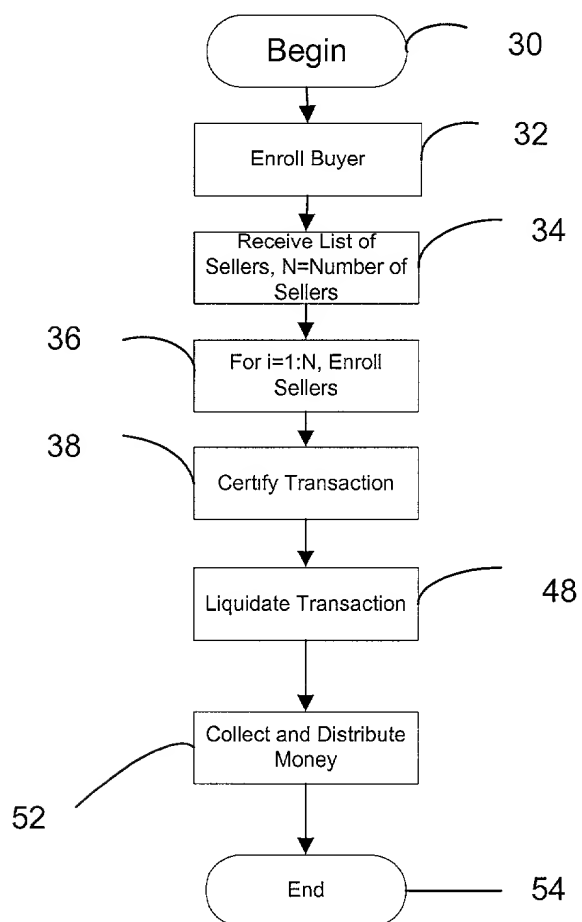 Begin
30
Enroll Buyer
32
Receive List of
Sellers, N=Number of
Sellers
34
36
For i=1:N, Enroll
Sellers
38
Certify Transaction
Liquidate Transaction
48
Collect and Distribute
Money
52
End
54